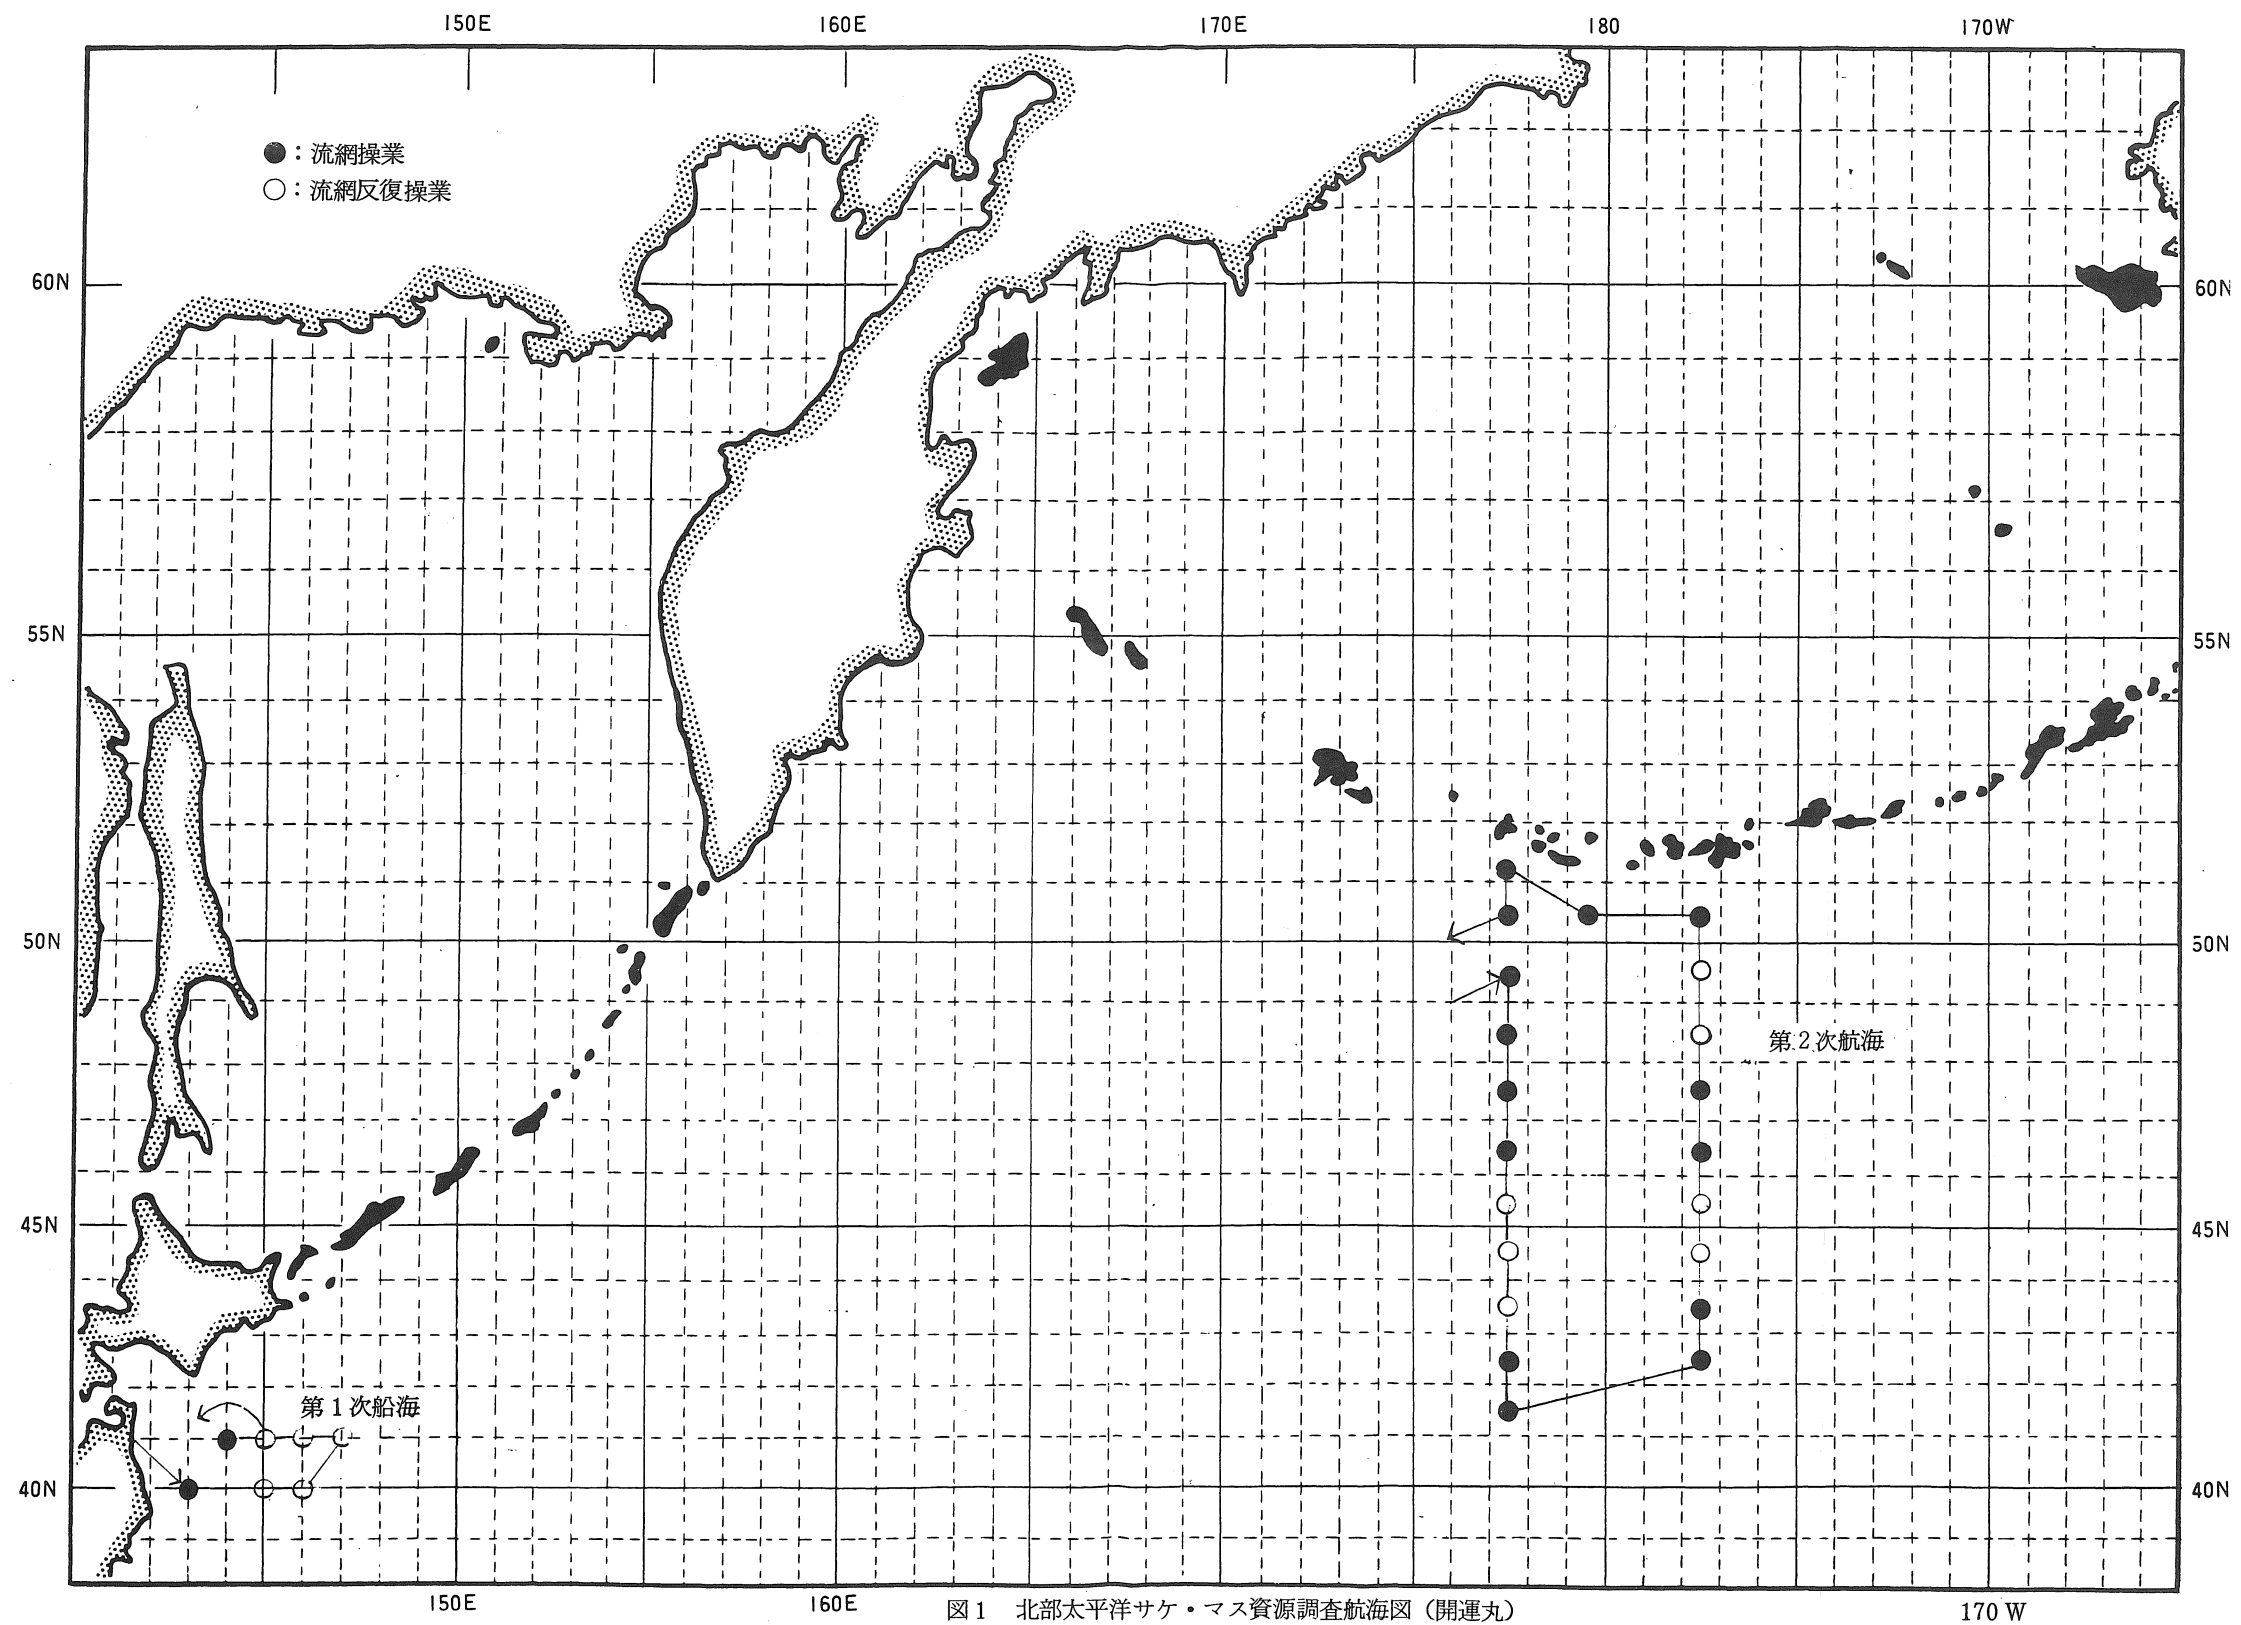 150E 160E 170E 180 170W
●：流網操業
○：流網反復操業
60N 60N
55N 55N
50N 50N
第2次航海
45N 45N
第1次船海
40N 40N
150E 160E 170W
図1 北部太平洋サケ・マス資源調査航海図（開運丸）